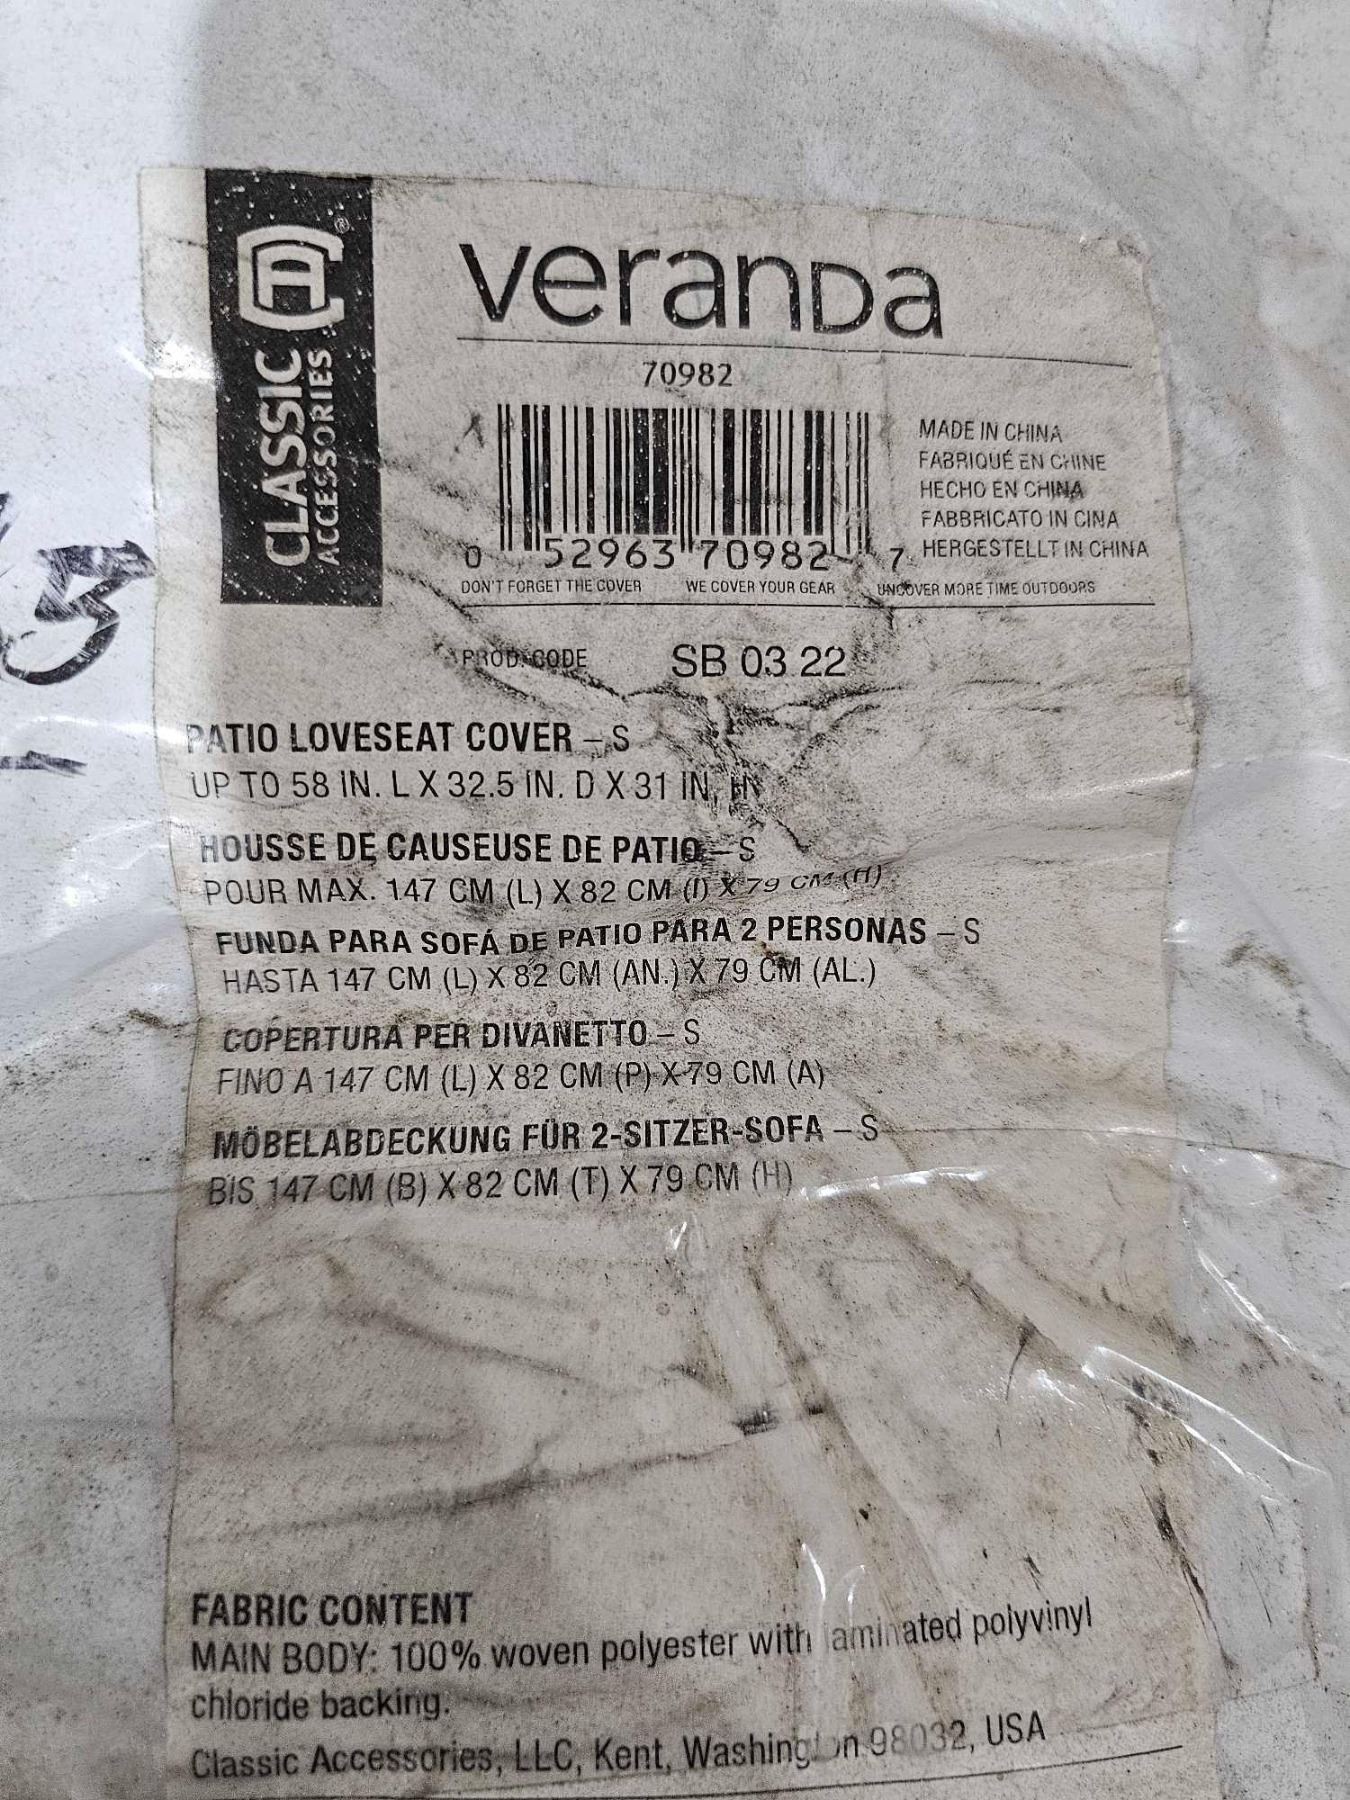 CLASSIC
ACCESSORIES
®
veranda
70982
MADE IN CHINA
FABRIQUÉ EN CHINE
HECHO EN CHINA
FABBRICATO IN CINA
HERGESTELLT IN CHINA
0 52963 70982 7
DON'T FORGET THE COVER WE COVER YOUR GEAR UNCOVER MORE TIME OUTDOORS
PROD. CODE SB 03 22
PATIO LOVESEAT COVER – S
UP TO 58 IN. L X 32.5 IN. D X 31 IN. H
HOUSSE DE CAUSEUSE DE PATIO – S
POUR MAX. 147 CM (L) X 82 CM (l) X 79 CM (H)
FUNDA PARA SOFÁ DE PATIO PARA 2 PERSONAS – S
HASTA 147 CM (L) X 82 CM (AN.) X 79 CM (AL.)
COPERTURA PER DIVANETTO – S
FINO A 147 CM (L) X 82 CM (P) X 79 CM (A)
MÖBELABDECKUNG FÜR 2-SITZER-SOFA – S
BIS 147 CM (B) X 82 CM (T) X 79 CM (H)
FABRIC CONTENT
MAIN BODY: 100% woven polyester with laminated polyvinyl
chloride backing.
Classic Accessories, LLC, Kent, Washington 98032, USA